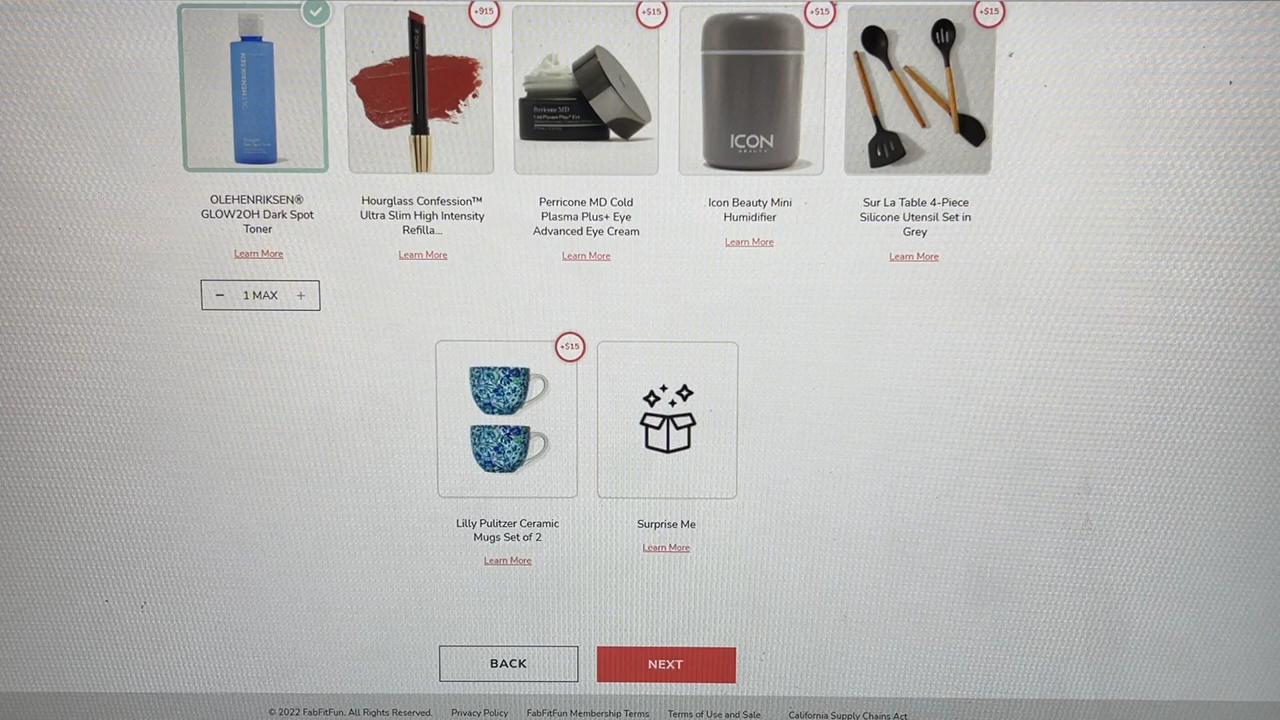 +$15
+$15
+$15
+$15
OLEHENRIKSEN
Perricone MD
ICON
BEAUTY
OLEHENRIKSEN®
GLOW2OH Dark Spot
Toner
Learn More
Hourglass Confession™
Ultra Slim High Intensity
Refilla...
Learn More
Perricone MD Cold
Plasma Plus+ Eye
Advanced Eye Cream
Learn More
Icon Beauty Mini
Humidifier
Learn More
Sur La Table 4-Piece
Silicone Utensil Set in
Grey
Learn More
− 1 MAX +
+$15
Lilly Pulitzer Ceramic
Mugs Set of 2
Learn More
Surprise Me
Learn More
BACK
NEXT
© 2022 FabFitFun. All Rights Reserved. Privacy Policy FabFitFun Membership Terms Terms of Use and Sale California Supply Chains Act